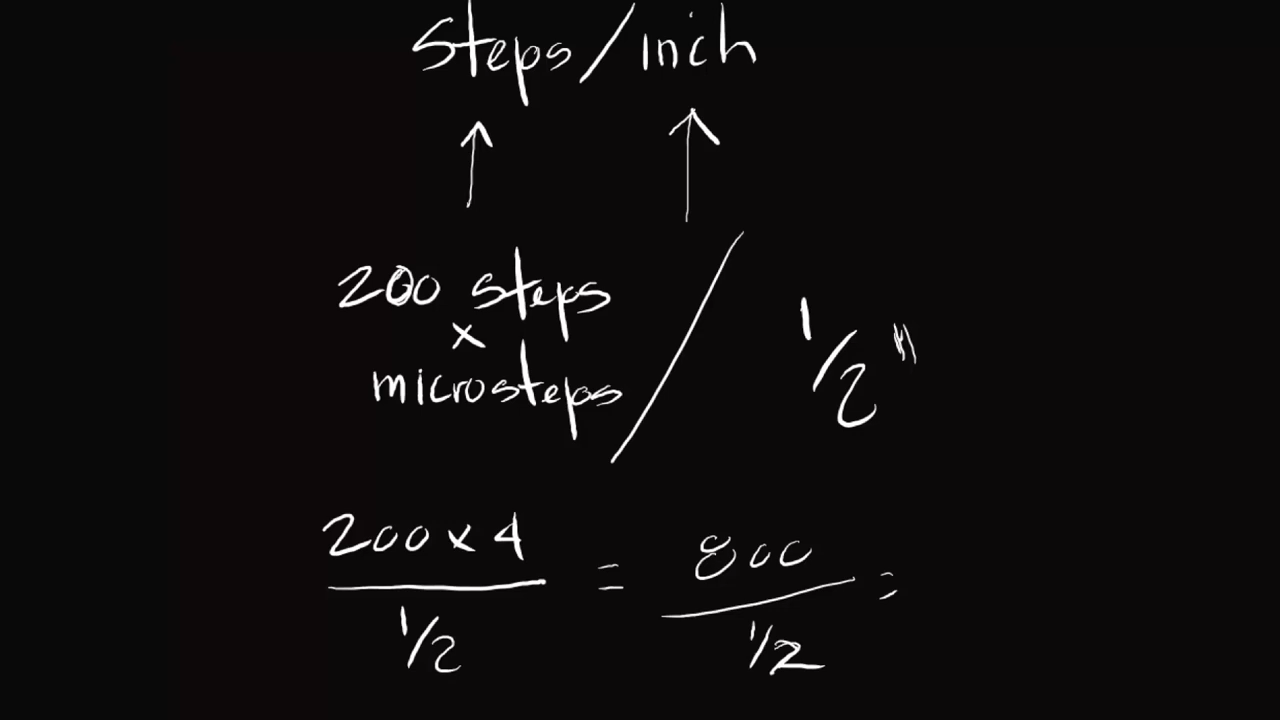 steps/inch
200 steps
x
microsteps
/
1/2"
200 x 4
1/2
=
800
1/2
=